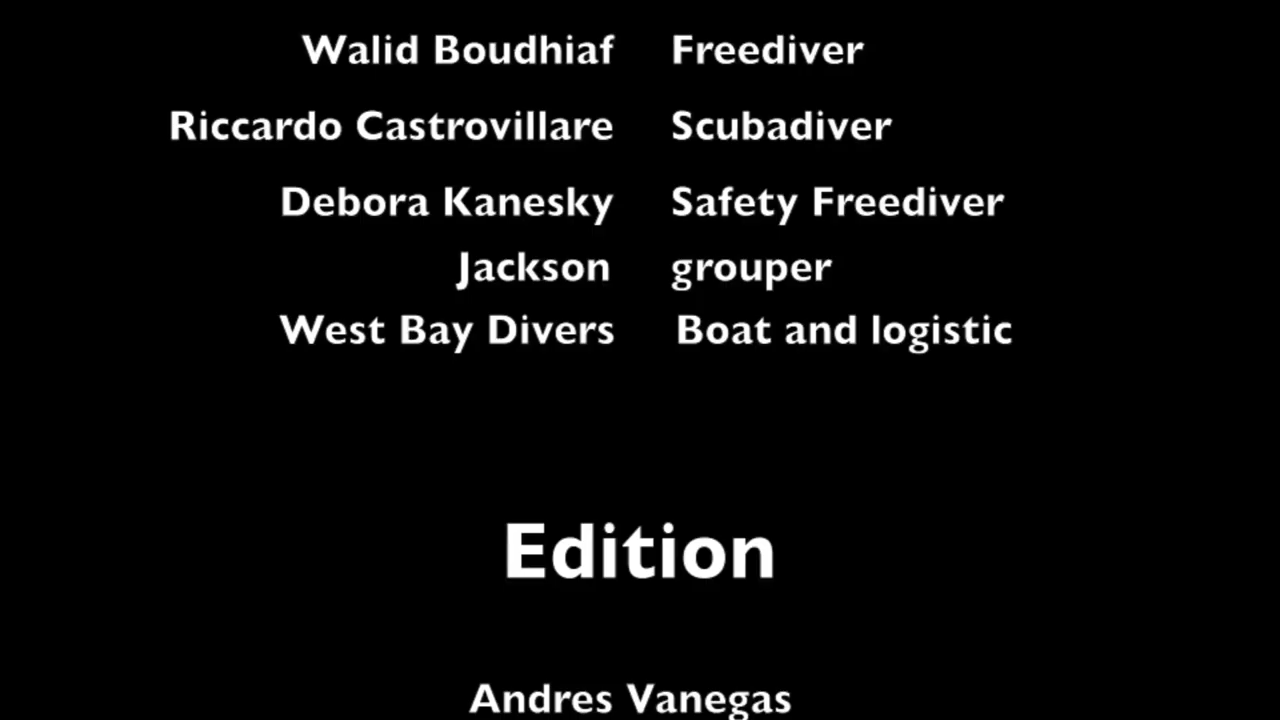 Walid Boudhiaf Freediver
Riccardo Castrovillare Scubadiver
Debora Kanesky Safety Freediver
Jackson grouper
West Bay Divers Boat and logistic
Edition
Andres Vanegas